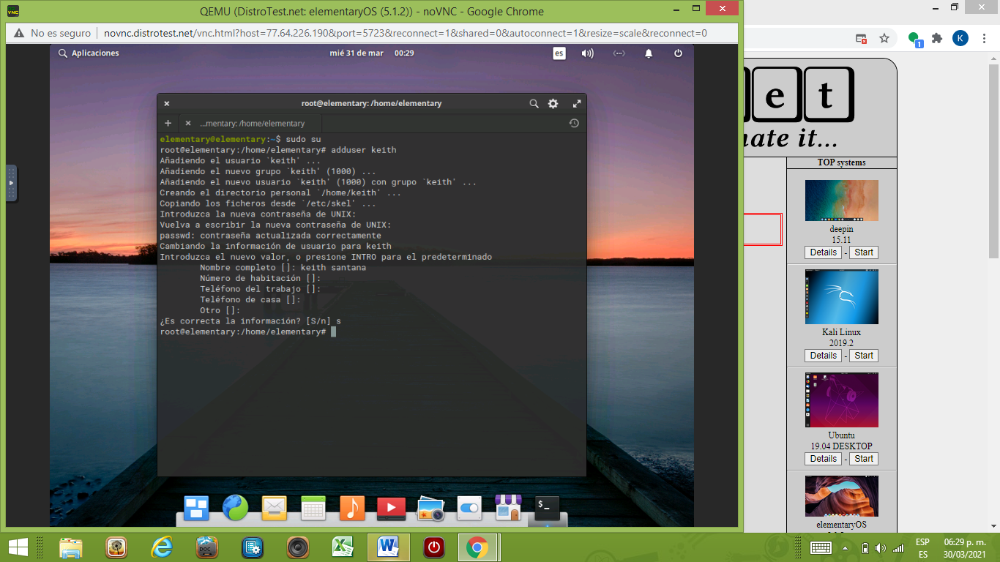 QEMU (DistroTest.net: elementaryOS (5.1.2)) - noVNC - Google Chrome
No es seguro | novnc.distrotest.net/vnc.html?host=77.64.226.190&port=5723&reconnect=1&shared=0&autoconnect=1&resize=scale&reconnect=0
Aplicaciones
mié 31 de mar 00:29
es
root@elementary: /home/elementary
...mentary: /home/elementary
elementary@elementary:~$ sudo su
root@elementary:/home/elementary# adduser keith
Añadiendo el usuario `keith' ...
Añadiendo el nuevo grupo `keith' (1000) ...
Añadiendo el nuevo usuario `keith' (1000) con grupo `keith' ...
Creando el directorio personal `/home/keith' ...
Copiando los ficheros desde `/etc/skel' ...
Introduzca la nueva contraseña de UNIX:
Vuelva a escribir la nueva contraseña de UNIX:
passwd: contraseña actualizada correctamente
Cambiando la información de usuario para keith
Introduzca el nuevo valor, o presione INTRO para el predeterminado
Nombre completo []: keith santana
Número de habitación []:
Teléfono del trabajo []:
Teléfono de casa []:
Otro []:
¿Es correcta la información? [S/n] s
root@elementary:/home/elementary#
$_
K
1
e t
ate it...
TOP systems
deepin
15.11
Details - Start
Kali Linux
2019.2
Details - Start
Ubuntu
19.04 DESKTOP
Details - Start
elementaryOS
DOC
ESP
ES
06:29 p. m.
30/03/2021